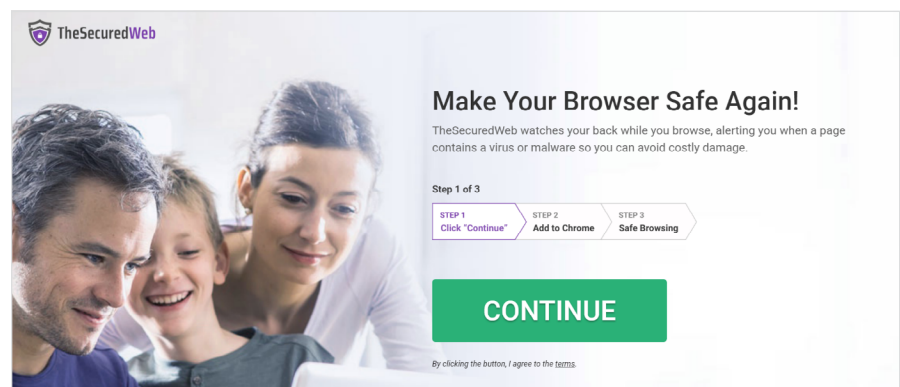 TheSecuredWeb
Make Your Browser Safe Again!
TheSecuredWeb watches your back while you browse, alerting you when a page
contains a virus or malware so you can avoid costly damage.
Step 1 of 3
STEP 1
Click "Continue"
STEP 2
Add to Chrome
STEP 3
Safe Browsing
CONTINUE
By clicking the button, I agree to the terms.